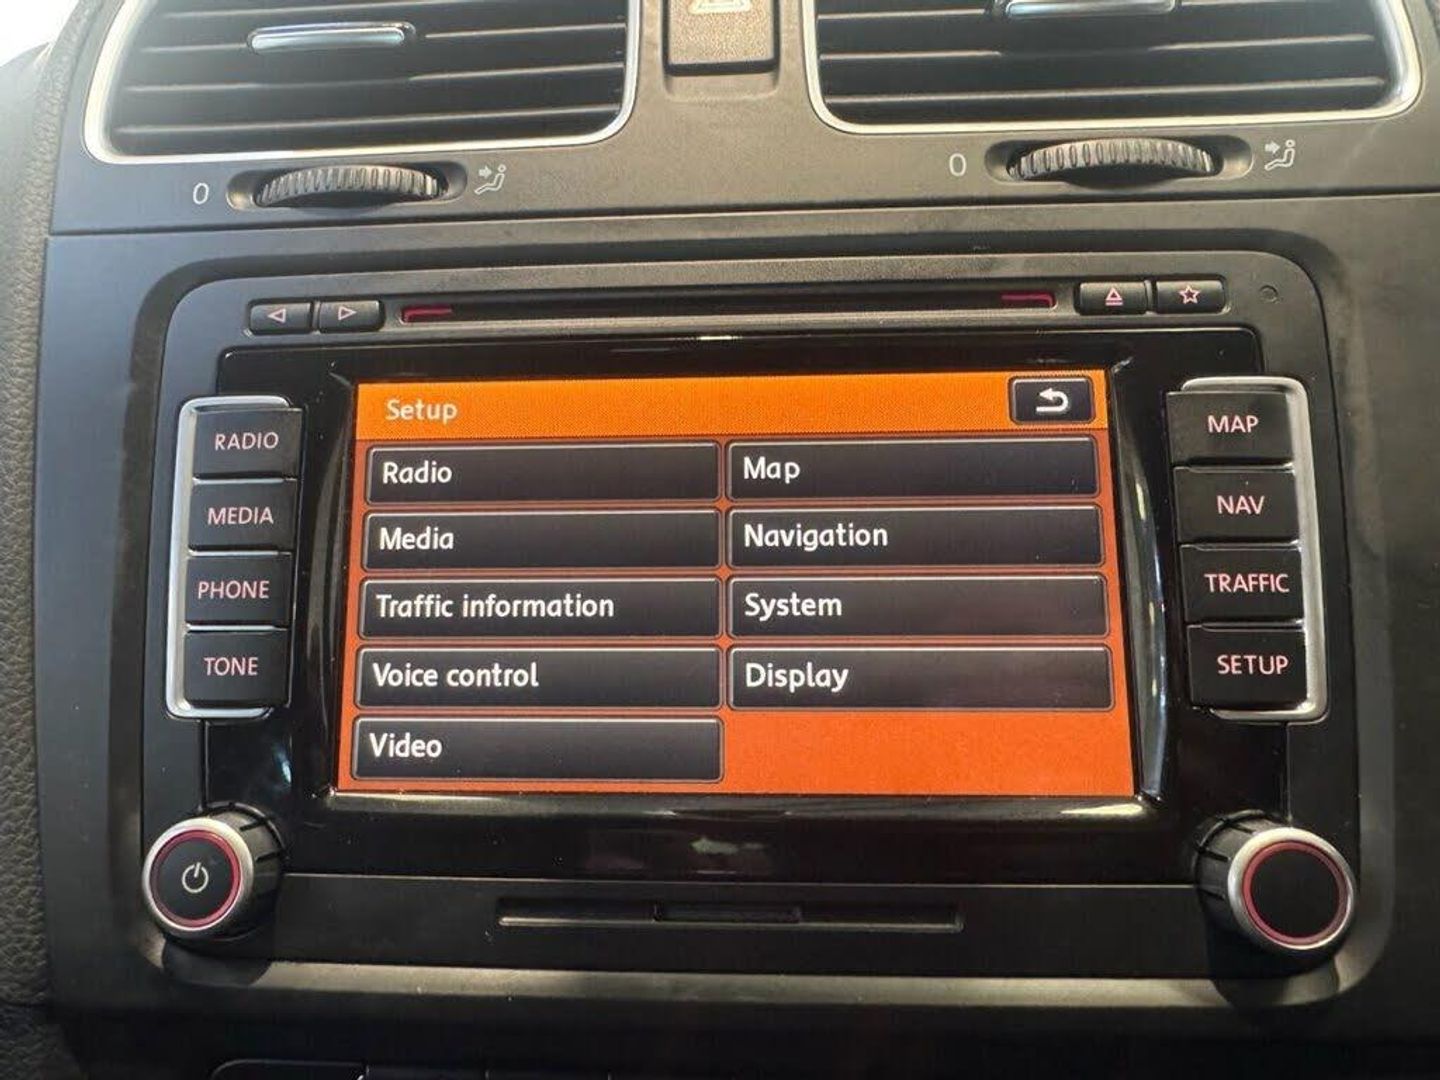 0
0
Setup
RADIO
MEDIA
PHONE
TONE
Radio
Map
Media
Navigation
Traffic information
System
Voice control
Display
Video
MAP
NAV
TRAFFIC
SETUP